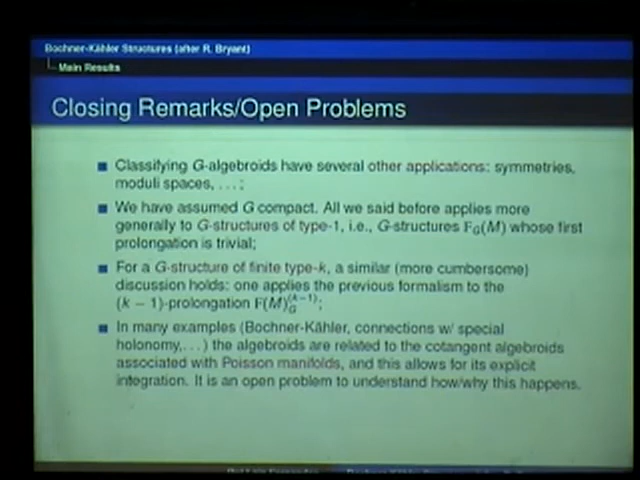 Bochner-Kähler Structures (after R. Bryant)
Main Results
Closing Remarks/Open Problems
Classifying G-algebroids have several other applications: symmetries,
moduli spaces, . . . ;
We have assumed G compact. All we said before applies more
generally to G-structures of type-1, i.e., G-structures F_G(M) whose first
prolongation is trivial;
For a G-structure of finite type-k, a similar (more cumbersome)
discussion holds: one applies the previous formalism to the
(k − 1)-prolongation F(M)_G^(k−1);
In many examples (Bochner-Kähler, connections w/ special
holonomy,. . . ) the algebroids are related to the cotangent algebroids
associated with Poisson manifolds, and this allows for its explicit
integration. It is an open problem to understand how/why this happens.